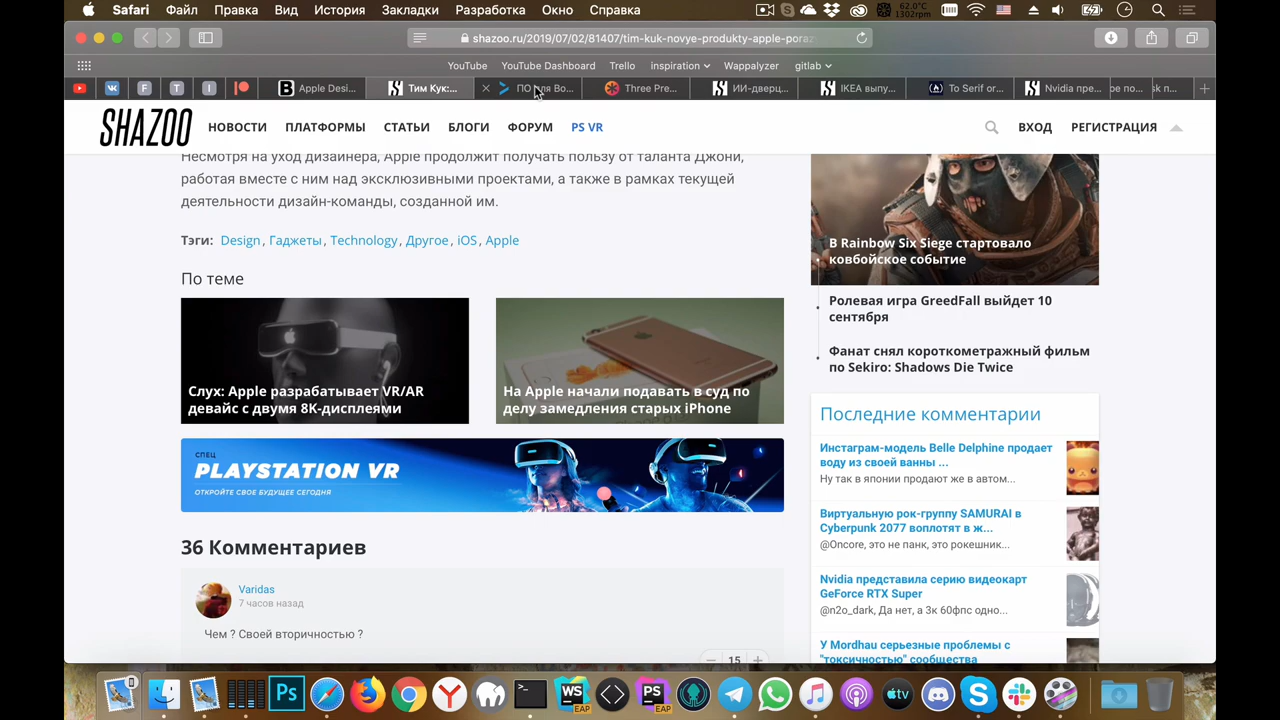 Safari Файл Правка Вид История Закладки Разработка Окно Справка
62.0°C
1302rpm
shazoo.ru/2019/07/02/81407/tim-kuk-novye-produkty-apple-poraz
YouTube YouTube Dashboard Trello inspiration Wappalyzer gitlab
F T I Apple Desi... Тим Кук:... Three Pre... ИИ-дверц... IKEA выпу... To Serif or... Nvidia пре...
SHAZOO НОВОСТИ ПЛАТФОРМЫ СТАТЬИ БЛОГИ ФОРУМ PS VR ВХОД РЕГИСТРАЦИЯ
Несмотря на уход дизайнера, Apple продолжит получать пользу от таланта Джони,
работая вместе с ним над эксклюзивными проектами, а также в рамках текущей
деятельности дизайн-команды, созданной им.
Тэги: Design, Гаджеты, Technology, Другое, iOS, Apple
По теме
Слух: Apple разрабатывает VR/AR
девайс с двумя 8K-дисплеями
На Apple начали подавать в суд по
делу замедления старых iPhone
СПЕЦ
PLAYSTATION VR
ОТКРОЙТЕ СВОЕ БУДУЩЕЕ СЕГОДНЯ
36 Комментариев
Varidas
7 часов назад
Чем ? Своей вторичностью ?
15
В Rainbow Six Siege стартовало
ковбойское событие
Ролевая игра GreedFall выйдет 10
сентября
Фанат снял короткометражный фильм
по Sekiro: Shadows Die Twice
Последние комментарии
Инстаграм-модель Belle Delphine продает
воду из своей ванны ...
Ну так в японии продают же в автом...
Виртуальную рок-группу SAMURAI в
Cyberpunk 2077 воплотят в ж...
@Oncore, это не панк, это рокешник...
Nvidia представила серию видеокарт
GeForce RTX Super
@n2o_dark, Да нет, а 3к 60фпс одно...
У Mordhau серьезные проблемы с
"токсичностью" сообщества
Ps WS EAP PS EAP tv